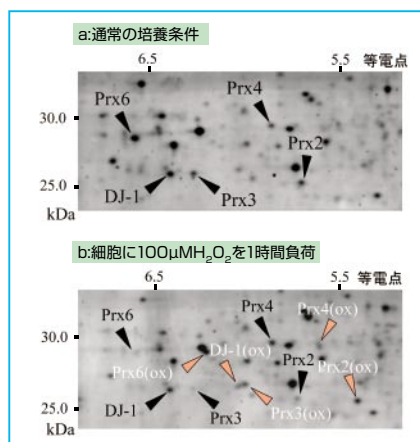 a:通常の培養条件
6.5 5.5 等電点
Prx4
Prx6
30.0
Prx2
DJ-1 Prx3
25.0
kDa
b:細胞に100μMH₂O₂を1時間負荷
6.5 5.5 等電点
Prx6 Prx4 Prx4(ox)
30.0
DJ-1(ox)
Prx6(ox) Prx2 Prx2(ox)
DJ-1 Prx3 Prx3(ox)
25.0
kDa